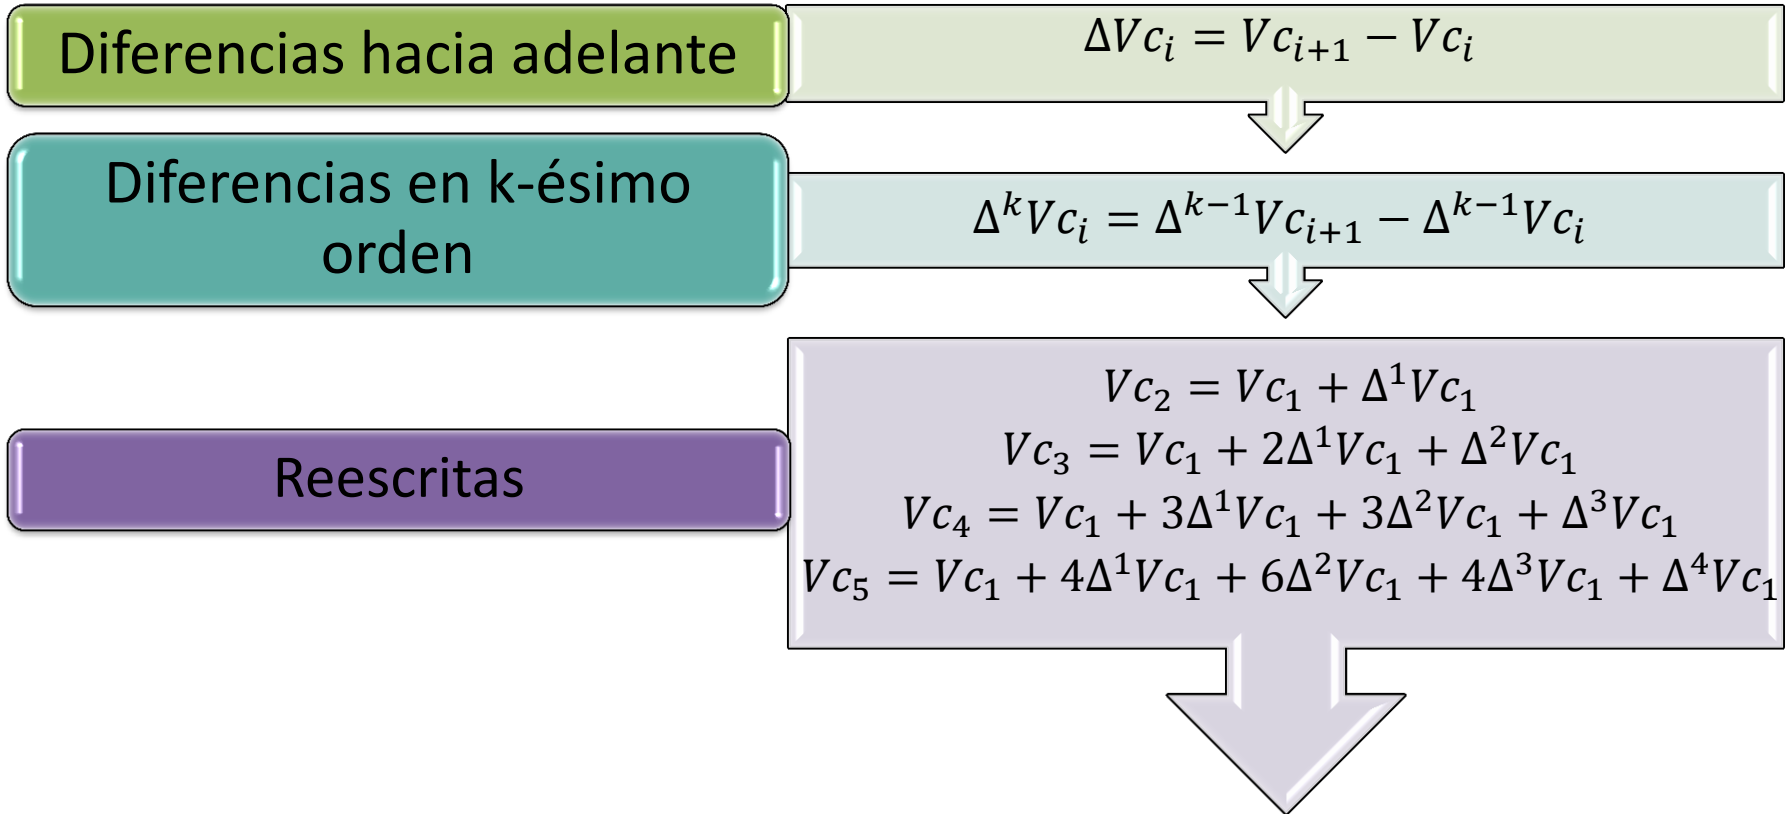 Diferencias hacia adelante
ΔVc_i = Vc_{i+1} − Vc_i
Diferencias en k-ésimo
orden
Δ^kVc_i = Δ^{k−1}Vc_{i+1} − Δ^{k−1}Vc_i
Reescritas
Vc_2 = Vc_1 + Δ^1Vc_1
Vc_3 = Vc_1 + 2Δ^1Vc_1 + Δ^2Vc_1
Vc_4 = Vc_1 + 3Δ^1Vc_1 + 3Δ^2Vc_1 + Δ^3Vc_1
Vc_5 = Vc_1 + 4Δ^1Vc_1 + 6Δ^2Vc_1 + 4Δ^3Vc_1 + Δ^4Vc_1